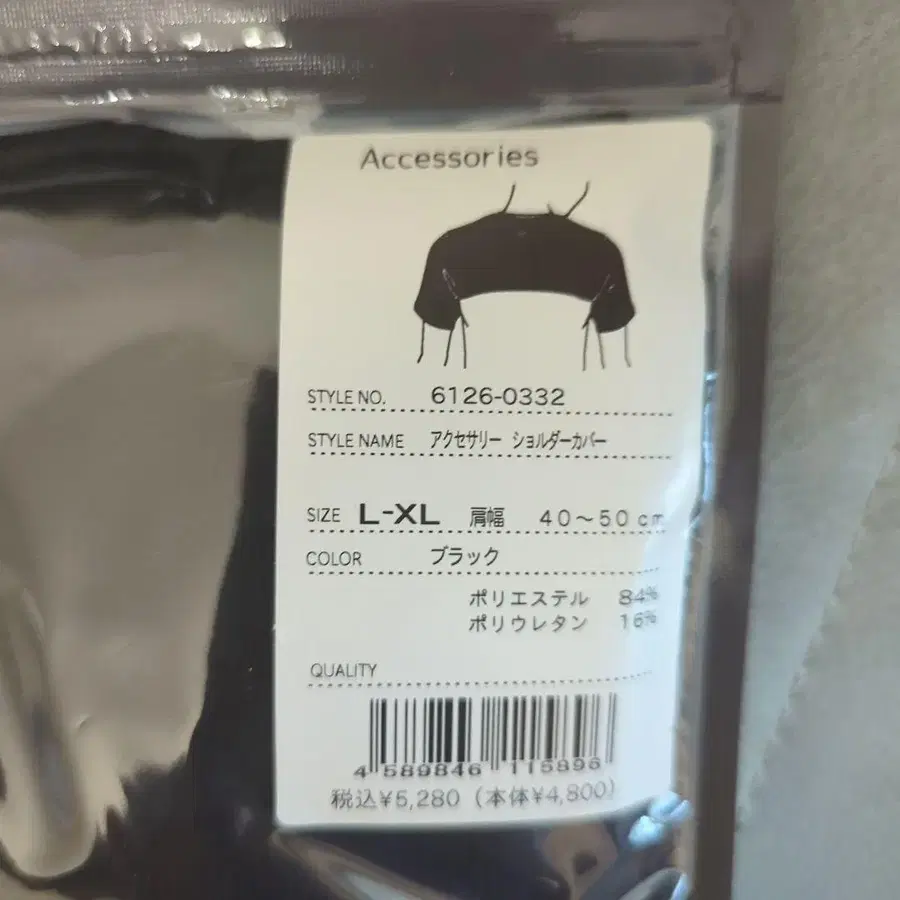 Accessories
STYLE NO. 6126-0332
STYLE NAME アクセサリー ショルダーカバー
SIZE L-XL 肩幅 40～50 cm
COLOR ブラック
ポリエステル 84%
ポリウレタン 16%
QUALITY
4 589846 115896
税込¥5,280 (本体¥4,800)